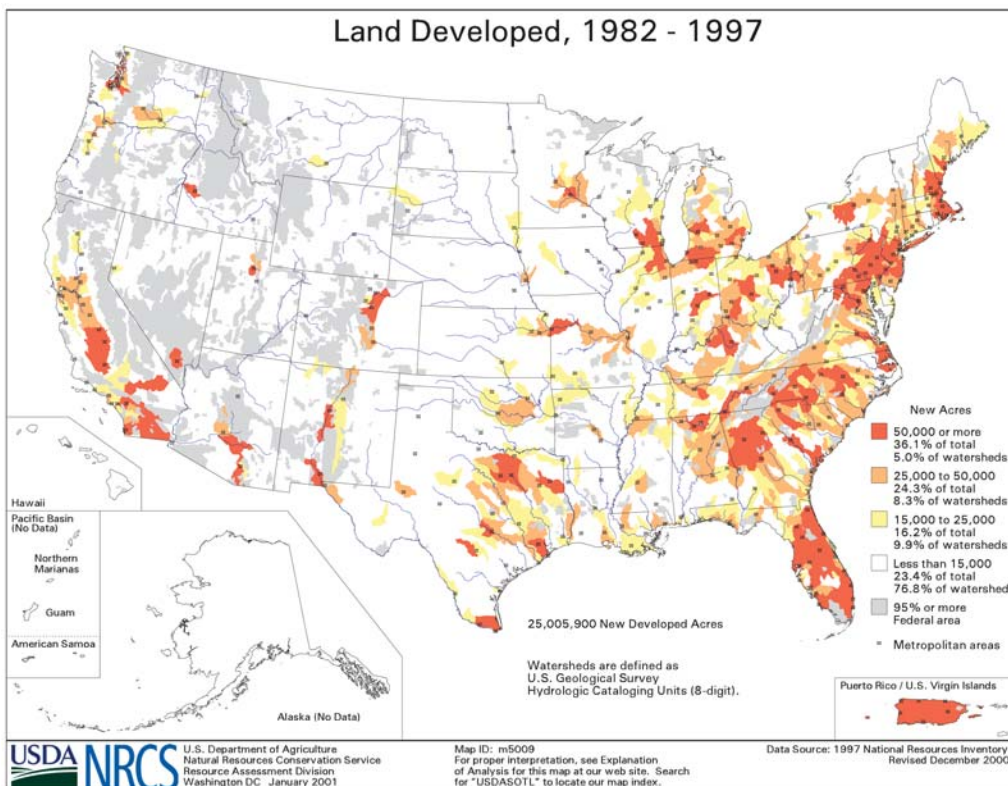 Land Developed, 1982 - 1997
New Acres
50,000 or more
36.1% of total
5.0% of watersheds
25,000 to 50,000
24.3% of total
8.3% of watersheds
15,000 to 25,000
16.2% of total
9.9% of watersheds
Less than 15,000
23.4% of total
76.8% of watershed
95% or more
Federal area
Metropolitan areas
Hawaii
Pacific Basin
(No Data)
Northern
Marianas
Guam
American Samoa
Alaska (No Data)
25,005,900 New Developed Acres
Watersheds are defined as
U.S. Geological Survey
Hydrologic Cataloging Units (8-digit).
Puerto Rico / U.S. Virgin Islands
USDA
NRCS
U.S. Department of Agriculture
Natural Resources Conservation Service
Resource Assessment Division
Washington DC January 2001
Map ID: m5009
For proper interpretation, see Explanation
of Analysis for this map at our web site. Search
for "USDASOTL" to locate our map index.
Data Source: 1997 National Resources Inventory
Revised December 2000